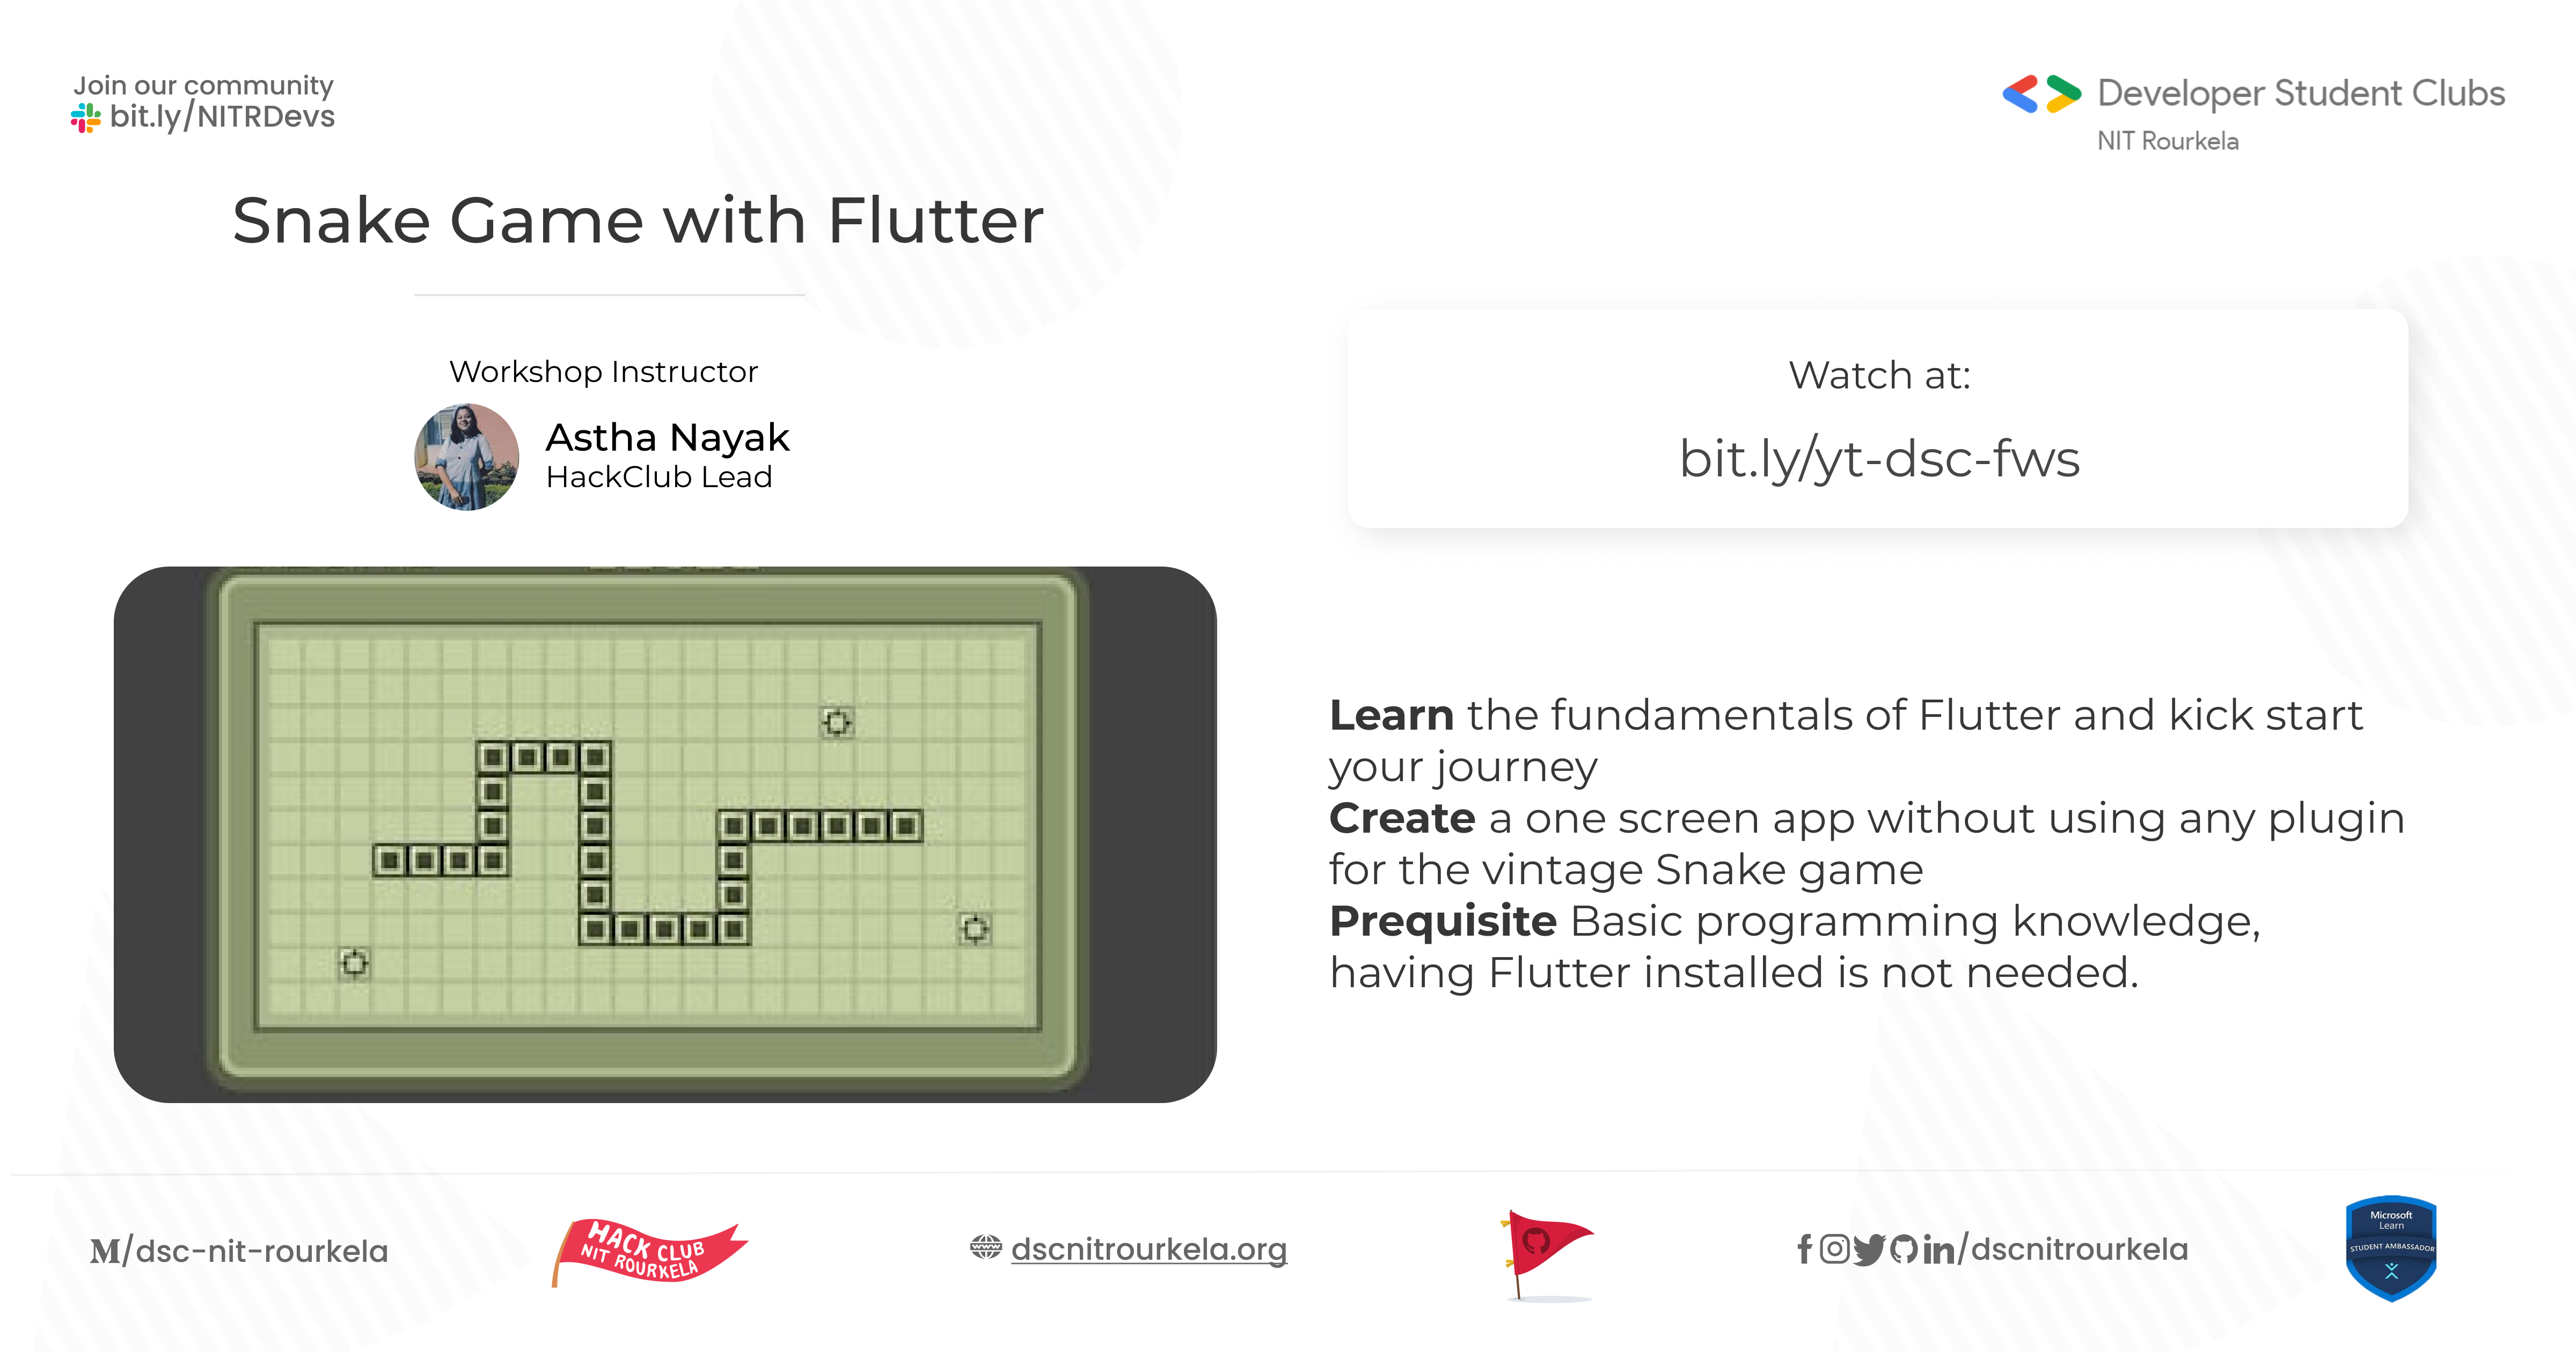 Join our community
bit.ly/NITRDevs
Developer Student Clubs
NIT Rourkela
Snake Game with Flutter
Workshop Instructor
Astha Nayak
HackClub Lead
Watch at:
bit.ly/yt-dsc-fws
Learn the fundamentals of Flutter and kick start
your journey
Create a one screen app without using any plugin
for the vintage Snake game
Prequisite Basic programming knowledge,
having Flutter installed is not needed.
M/dsc-nit-rourkela
HACK CLUB
NIT ROURKELA
dscnitrourkela.org
/dscnitrourkela
Microsoft
Learn
STUDENT AMBASSADOR